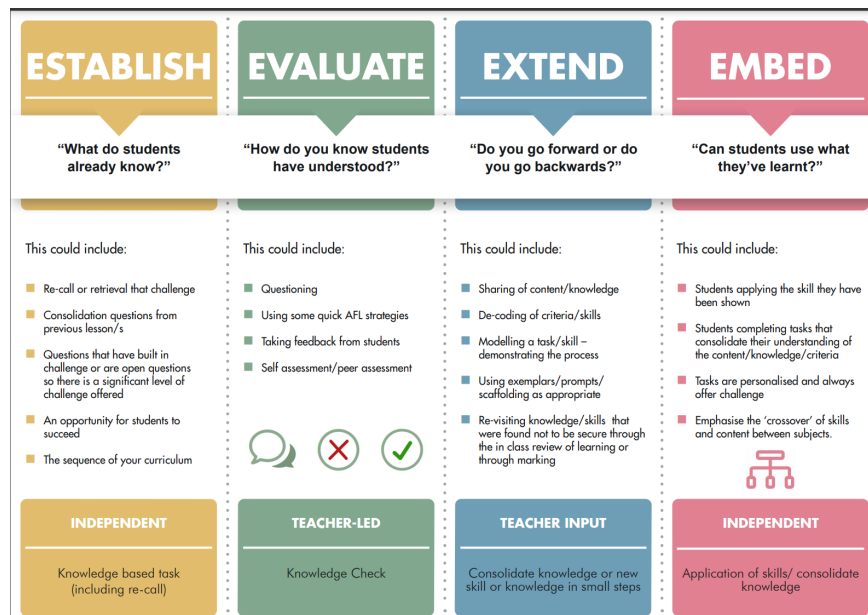 ESTABLISH
"What do students
already know?"
This could include:
Re-call or retrieval that challenge
Consolidation questions from
previous lesson/s
Questions that have built in
challenge or are open questions
so there is a significant level of
challenge offered
An opportunity for students to
succeed
The sequence of your curriculum
INDEPENDENT
Knowledge based task
(including re-call)
EVALUATE
"How do you know students
have understood?"
This could include:
Questioning
Using some quick AFL strategies
Taking feedback from students
Self assessment/peer assessment
TEACHER-LED
Knowledge Check
EXTEND
"Do you go forward or do
you go backwards?"
This could include:
Sharing of content/knowledge
De-coding of criteria/skills
Modelling a task/skill –
demonstrating the process
Using exemplars/prompts/
scaffolding as appropriate
Re-visiting knowledge/skills that
were found not to be secure through
the in class review of learning or
through marking
TEACHER INPUT
Consolidate knowledge or new
skill or knowledge in small steps
EMBED
"Can students use what
they've learnt?"
This could include:
Students applying the skill they have
been shown
Students completing tasks that
consolidate their understanding of
the content/knowledge/criteria
Tasks are personalised and always
offer challenge
Emphasise the 'crossover' of skills
and content between subjects.
INDEPENDENT
Application of skills/ consolidate
knowledge